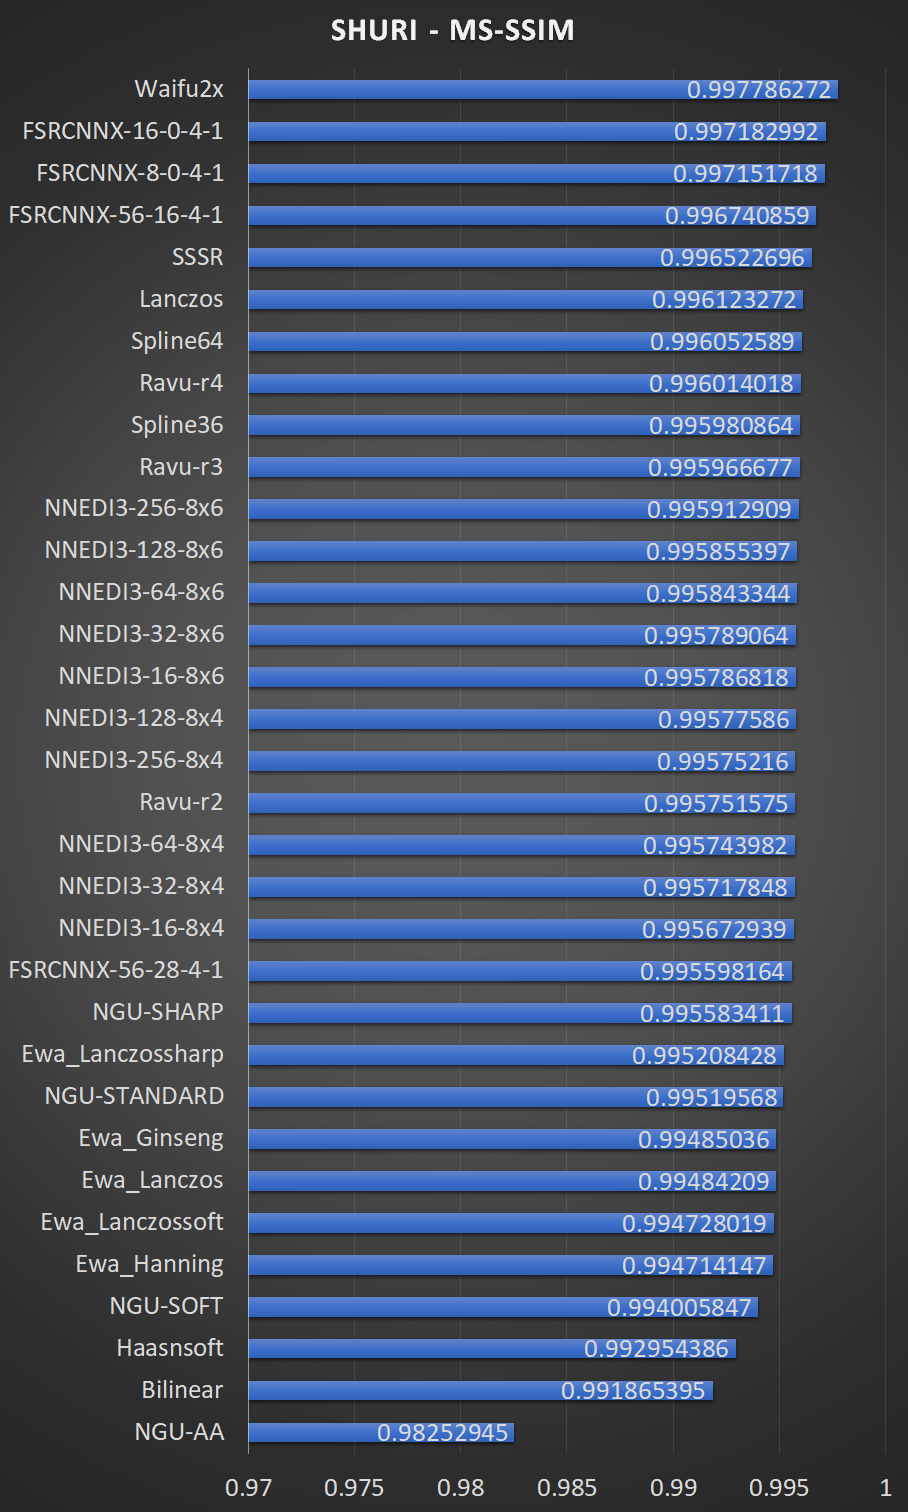 SHURI - MS-SSIM
Waifu2x 0.997786272
FSRCNNX-16-0-4-1 0.997182992
FSRCNNX-8-0-4-1 0.997151718
FSRCNNX-56-16-4-1 0.996740859
SSSR 0.996522696
Lanczos 0.996123272
Spline64 0.996052589
Ravu-r4 0.996014018
Spline36 0.995980864
Ravu-r3 0.995966677
NNEDI3-256-8x6 0.995912909
NNEDI3-128-8x6 0.995855397
NNEDI3-64-8x6 0.995843344
NNEDI3-32-8x6 0.995789064
NNEDI3-16-8x6 0.995786818
NNEDI3-128-8x4 0.99577586
NNEDI3-256-8x4 0.99575216
Ravu-r2 0.995751575
NNEDI3-64-8x4 0.995743982
NNEDI3-32-8x4 0.995717848
NNEDI3-16-8x4 0.995672939
FSRCNNX-56-28-4-1 0.995598164
NGU-SHARP 0.995583411
Ewa_Lanczossharp 0.995208428
NGU-STANDARD 0.99519568
Ewa_Ginseng 0.99485036
Ewa_Lanczos 0.99484209
Ewa_Lanczossoft 0.994728019
Ewa_Hanning 0.994714147
NGU-SOFT 0.994005847
Haasnsoft 0.992954386
Bilinear 0.991865395
NGU-AA 0.98252945
0.97 0.975 0.98 0.985 0.99 0.995 1